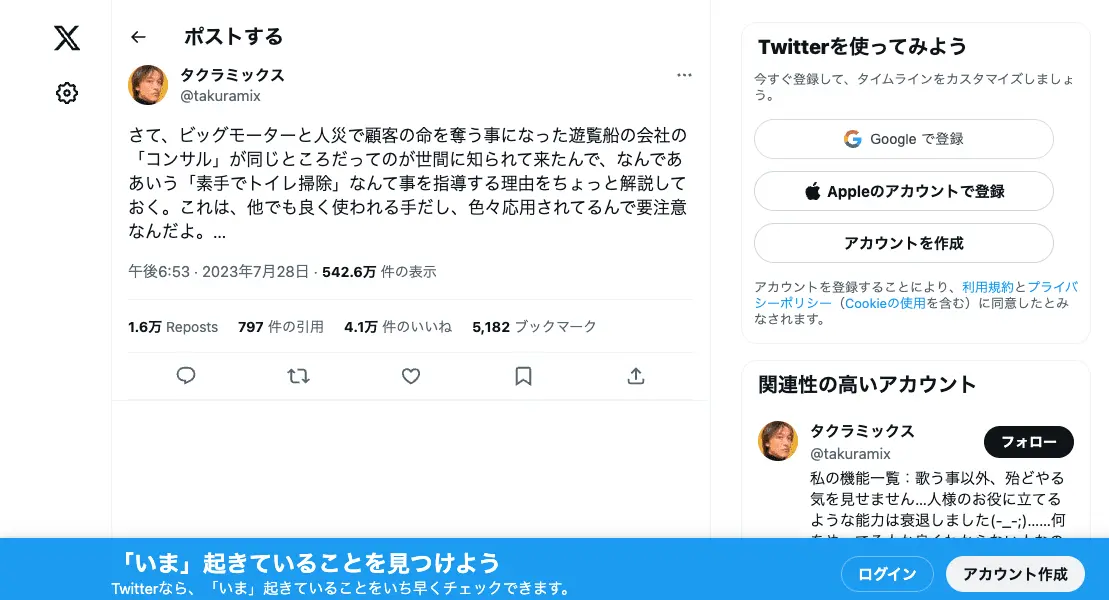 ポストする
タクラミックス
@takuramix
さて、ビッグモーターと人災で顧客の命を奪う事になった遊覧船の会社の
「コンサル」が同じところだってのが世間に知られて来たんで、なんであ
あいう「素手でトイレ掃除」なんて事を指導する理由をちょっと解説して
おく。これは、他でも良く使われる手だし、色々応用されてるんで要注意
なんだよ。...
午後6:53 · 2023年7月28日 · 542.6万 件の表示
1.6万 Reposts 797 件の引用 4.1万 件のいいね 5,182 ブックマーク
Twitterを使ってみよう
今すぐ登録して、タイムラインをカスタマイズしましょ
う。
Google で登録
Appleのアカウントで登録
アカウントを作成
アカウントを登録することにより、利用規約とプライバ
シーポリシー（Cookieの使用を含む）に同意したとみ
なされます。
関連性の高いアカウント
タクラミックス
@takuramix
フォロー
私の機能一覧：歌う事以外、殆どやる
気を見せません...人様のお役に立てる
ような能力は衰退しました(-_-;)......何
「いま」起きていることを見つけよう
Twitterなら、「いま」起きていることをいち早くチェックできます。
ログイン
アカウント作成